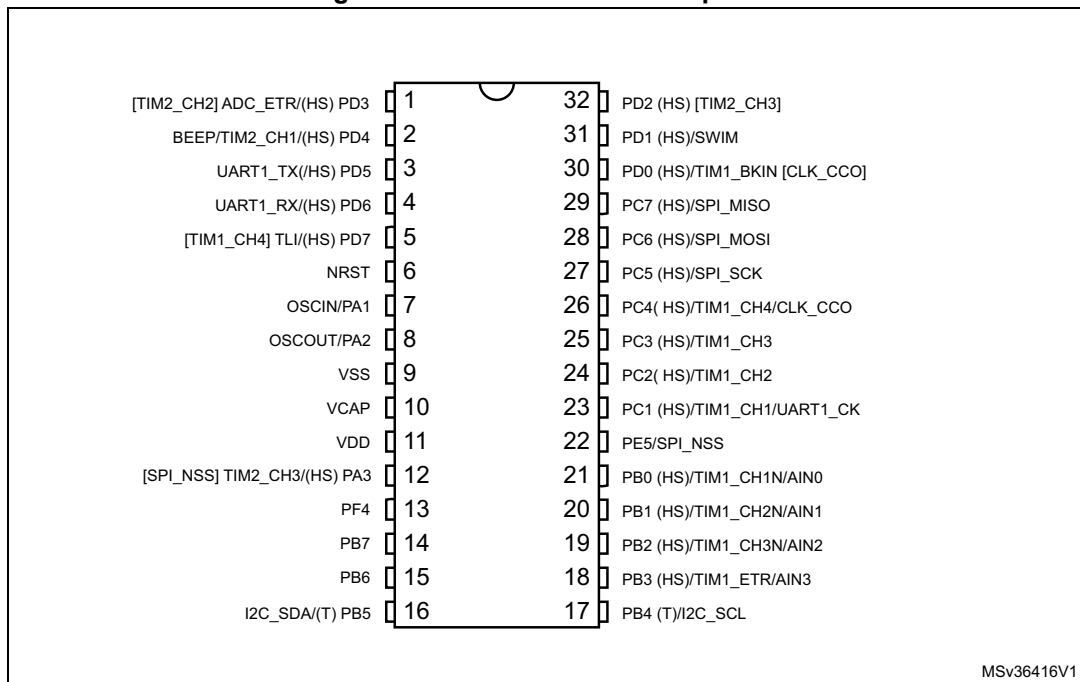 [TIM2_CH2] ADC_ETR/(HS) PD3 1 32 PD2 (HS) [TIM2_CH3]
BEEP/TIM2_CH1/(HS) PD4 2 31 PD1 (HS)/SWIM
UART1_TX(/HS) PD5 3 30 PD0 (HS)/TIM1_BKIN [CLK_CCO]
UART1_RX/(HS) PD6 4 29 PC7 (HS)/SPI_MISO
[TIM1_CH4] TLI/(HS) PD7 5 28 PC6 (HS)/SPI_MOSI
NRST 6 27 PC5 (HS)/SPI_SCK
OSCIN/PA1 7 26 PC4( HS)/TIM1_CH4/CLK_CCO
OSCOUT/PA2 8 25 PC3 (HS)/TIM1_CH3
VSS 9 24 PC2( HS)/TIM1_CH2
VCAP 10 23 PC1 (HS)/TIM1_CH1/UART1_CK
VDD 11 22 PE5/SPI_NSS
[SPI_NSS] TIM2_CH3/(HS) PA3 12 21 PB0 (HS)/TIM1_CH1N/AIN0
PF4 13 20 PB1 (HS)/TIM1_CH2N/AIN1
PB7 14 19 PB2 (HS)/TIM1_CH3N/AIN2
PB6 15 18 PB3 (HS)/TIM1_ETR/AIN3
I2C_SDA/(T) PB5 16 17 PB4 (T)/I2C_SCL
MSv36416V1